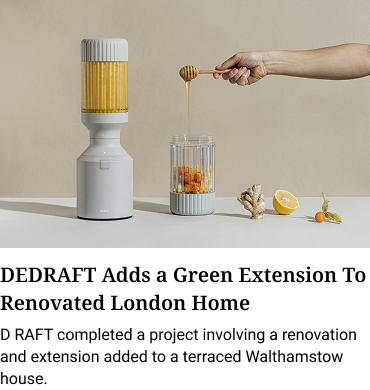 DEDRAFT Adds a Green Extension To
Renovated London Home
D RAFT completed a project involving a renovation
and extension added to a terraced Walthamstow
house.